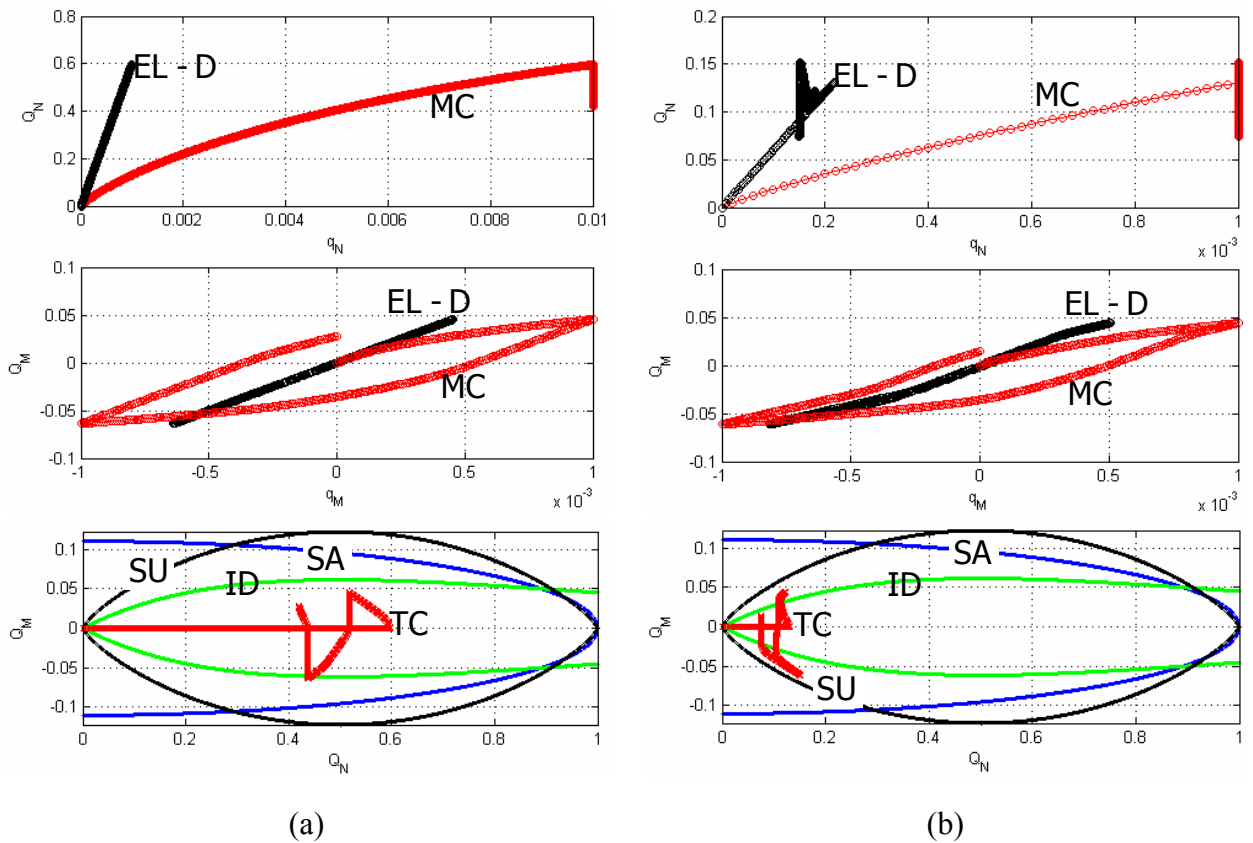 0.8
0.6
0.4
0.2
0
Q_N
EL - D
MC
0 0.002 0.004 0.006 0.008 0.01
q_N
0.1
0.05
0
-0.05
-0.1
Q_M
EL - D
MC
-1 -0.5 0 0.5 1
q_M
x 10^-3
0.1
0.05
0
-0.05
-0.1
Q_M
SU
ID
SA
TC
0 0.2 0.4 0.6 0.8 1
Q_N
(a)
0.2
0.15
0.1
0.05
0
Q_N
EL - D
MC
0 0.2 0.4 0.6 0.8 1
q_N
x 10^-3
0.1
0.05
0
-0.05
-0.1
Q_M
EL - D
MC
-1 -0.5 0 0.5 1
q_M
x 10^-3
0.1
0.05
0
-0.05
-0.1
Q_M
SA
ID
TC
SU
0 0.2 0.4 0.6 0.8 1
Q_N
(b)